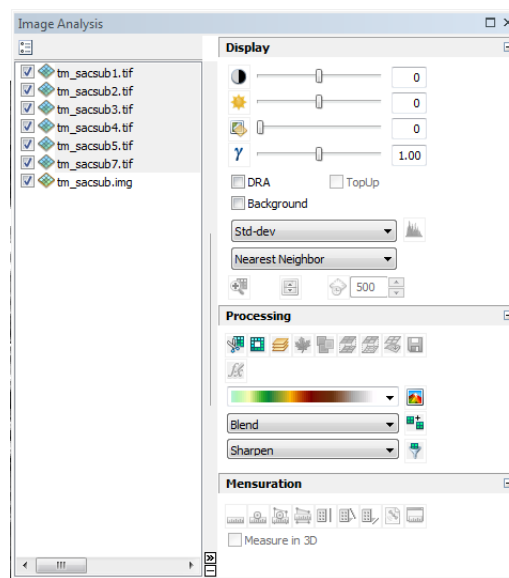 Image Analysis
tm_sacsub1.tif
tm_sacsub2.tif
tm_sacsub3.tif
tm_sacsub4.tif
tm_sacsub5.tif
tm_sacsub7.tif
tm_sacsub.img
Display
0
0
0
γ 1.00
DRA TopUp
Background
Std-dev
Nearest Neighbor
500
Processing
fx
Blend
Sharpen
Mensuration
Measure in 3D